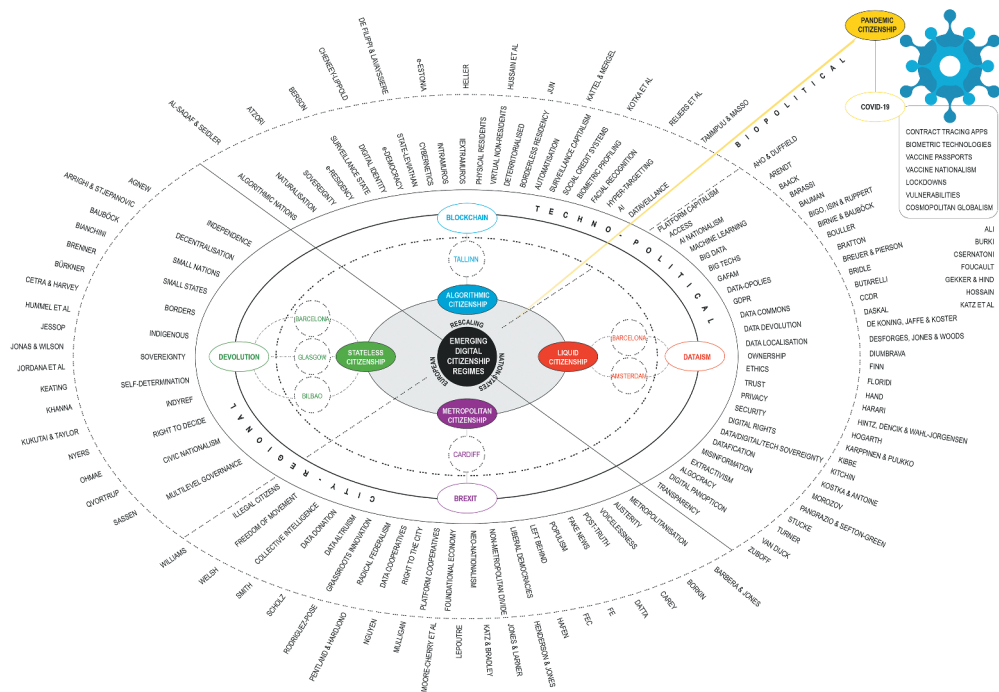 PANDEMIC
CITIZENSHIP
COVID-19
CONTRACT TRACING APPS
BIOMETRIC TECHNOLOGIES
VACCINE PASSPORTS
VACCINE NATIONALISM
LOCKDOWNS
VULNERABILITIES
COSMOPOLITAN GLOBALISM
ALI
BURKI
CSERNATONI
FOUCAULT
GEKKER & HIND
HOSSAIN
KATZ ET AL
BIOPOLITICAL
TECHNO-POLITICAL
CITY-REGIONAL
AL-SAQAF & SEIDLER
ATZORI
BERSON
CHENEEY-LIPPOLD
DE FILIPPI & LAVAYSSIERE
e-ESTONIA
HELLER
HUSSAIN ET AL
JUN
KATTEL & MERGEL
KOTKA ET AL
REIJERS ET AL
TAMMPUU & MASSO
AHO & DUFFIELD
ARENDT
BAACK
BARASSI
BAUMAN
BIGO, ISIN & RUPPERT
BIRNIE & BAUBÖCK
BOULLER
BRATTON
BREUER & PIERSON
BRIDLE
BUTARELLI
CCDR
DASKAL
DE KONING, JAFFE & KOSTER
DESFORGES, JONES & WOODS
DIUMBRAVA
FINN
FLORIDI
HAND
HARARI
HINTZ, DENCIK & WAHL-JORGENSEN
HOGARTH
KARPPINEN & PUUKKO
KIBBE
KITCHIN
KOSTKA & ANTOINE
MOROZOV
PANGRAZIO & SEFTON-GREEN
STUCKE
TURNER
VAN DIJCK
ZUBOFF
BARBERA & JONES
BORKIN
CAREY
DATTA
FE
FEC
HAFEN
HENDERSON & JONES
JONES & LARNER
KATZ & BRADLEY
LEPOUTRE
MOORE-CHERRY ET AL
MULLIGAN
NGUYEN
PENTLAND & HARDJONO
RODRIGUEZ-POSE
SCHOLZ
SMITH
WELSH
WILLIAMS
SASSEN
QVORTRUP
OHMAE
NYERS
KUKUTAI & TAYLOR
KHANNA
KEATING
JORDANA ET AL
JONAS & WILSON
JESSOP
HUMMEL ET AL
CETRA & HARVEY
BÜRKNER
BRENNER
BIANCHINI
BAUBÖCK
ARRIGHI & STJEPANOVIC
AGNEW
ALGORITHMIC NATIONS
NATURALISATION
SOVEREIGNTY
e-RESIDENCY
SURVEILLANCE STATE
DIGITAL IDENTITY
e-DEMOCRACY
STATE-LEVIATHAN
CYBERNETICS
INTRAMUROS
IEXTRAMUROS
PHYSICAL RESIDENTS
VIRTUAL NON-RESIDENTS
DETERRITORIALISED
BORDERLESS RESIDENCY
AUTOMATISATION
SURVEILLANCE CAPITALISM
SOCIAL CREDIT SYSTEMS
BIOMETRIC PROFILING
FACIAL RECOGNITION
HYPER-TARGETTING
AI
DATAVEILLANCE
PLATFORM CAPITALISM
ACCESS
AI NATIONALISM
MACHINE LEARNING
BIG DATA
BIG TECHS
GAFAM
DATA-OPOLIES
GDPR
DATA COMMONS
DATA DEVOLUTION
DATA LOCALISATION
OWNERSHIP
ETHICS
TRUST
PRIVACY
SECURITY
DIGITAL RIGHTS
DATA/DIGITAL/TECH SOVEREIGNTY
DATAFICATION
MISINFORMATION
EXTRACTIVISM
ALGOCRACY
DIGITAL PANOPTICON
TRANSPARENCY
METROPOLITANISATION
AUSTERITY
VOICELESSNESS
POST-TRUTH
FAKE NEWS
POPULISM
LEFT BEHIND
LIBERAL DEMOCRACIES
NON-METROPOLITAN DIVIDE
NEO-NATIONALISM
FOUNDATIONAL ECONOMY
PLATFORM COOPERATIVES
RIGHT TO THE CITY
DATA COOPERATIVES
RADICAL FEDERALISM
GRASSROOTS INNOVATION
DATA ALTRUISM
DATA DONATION
COLLECTIVE INTELLIGENCE
FREEDOM OF MOVEMENT
ILLEGAL CITIZENS
MULTILEVEL GOVERNANCE
CIVIC NATIONALISM
RIGHT TO DECIDE
INDYREF
SELF-DETERMINATION
SOVEREIGNTY
INDIGENOUS
BORDERS
SMALL STATES
SMALL NATIONS
DECENTRALISATION
INDEPENDENCE
BLOCKCHAIN
TALLINN
ALGORITHMIC
CITIZENSHIP
DEVOLUTION
BARCELONA
GLASGOW
BILBAO
STATELESS
CITIZENSHIP
RESCALING
EUROPEAN
NATION-STATES
EMERGING
DIGITAL
CITIZENSHIP
REGIMES
LIQUID
CITIZENSHIP
BARCELONA
AMSTERDAM
DATAISM
METROPOLITAN
CITIZENSHIP
CARDIFF
BREXIT